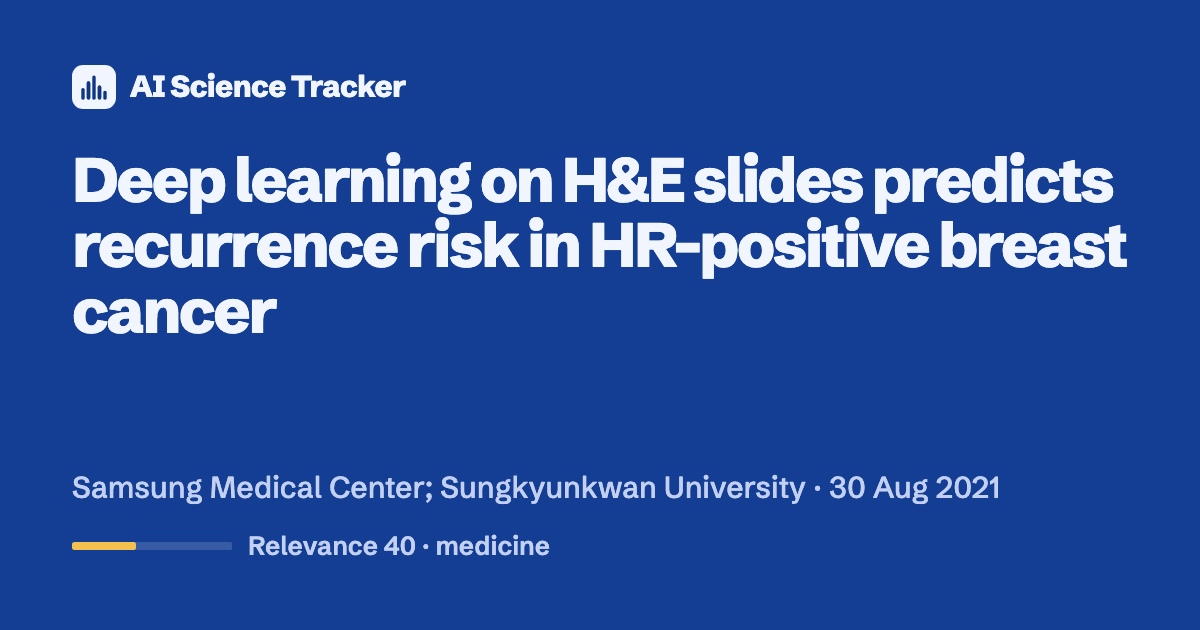 AI Science Tracker
Deep learning on H&E slides predicts
recurrence risk in HR-positive breast
cancer
Samsung Medical Center; Sungkyunkwan University · 30 Aug 2021
Relevance 40 · medicine